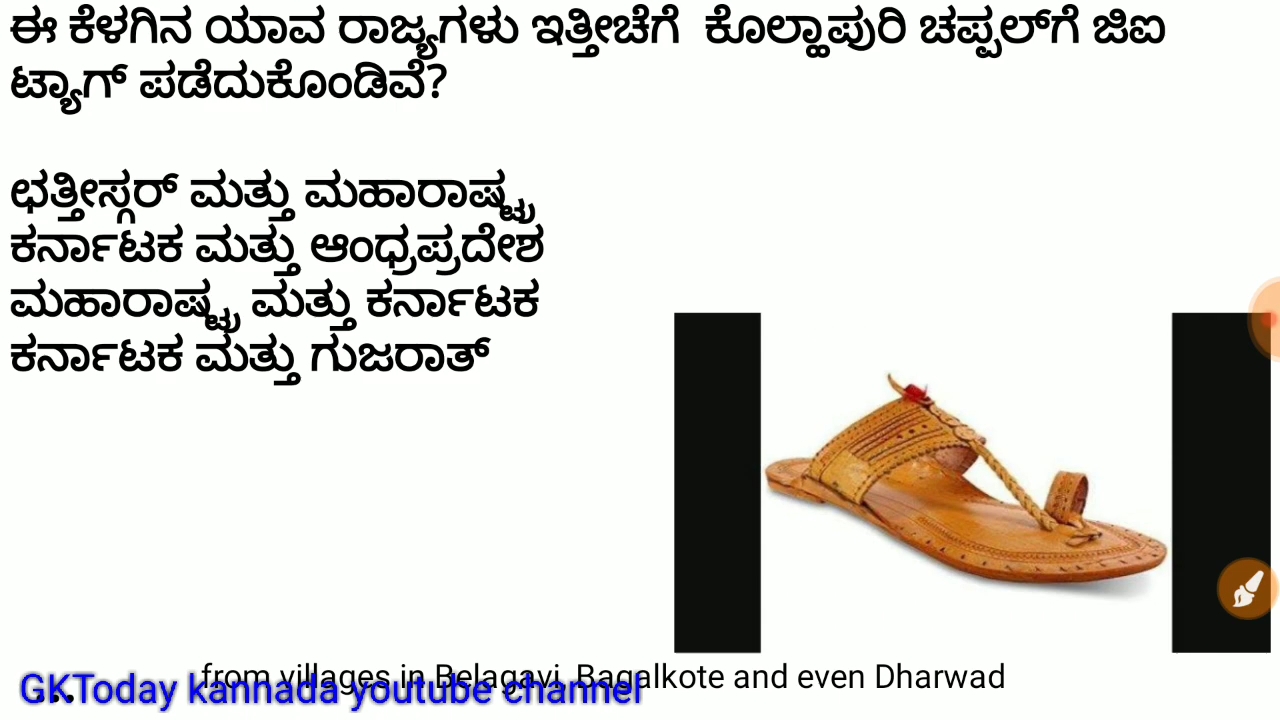 ಈ ಕೆಳಗಿನ ಯಾವ ರಾಜ್ಯಗಳು ಇತ್ತೀಚೆಗೆ ಕೊಲ್ಹಾಪುರಿ ಚಪ್ಪಲ್‌ಗೆ ಜಿಐ
ಟ್ಯಾಗ್ ಪಡೆದುಕೊಂಡಿವೆ?
ಛತ್ತೀಸ್ಗರ್ ಮತ್ತು ಮಹಾರಾಷ್ಟ್ರ
ಕರ್ನಾಟಕ ಮತ್ತು ಆಂಧ್ರಪ್ರದೇಶ
ಮಹಾರಾಷ್ಟ್ರ ಮತ್ತು ಕರ್ನಾಟಕ
ಕರ್ನಾಟಕ ಮತ್ತು ಗುಜರಾತ್
from villages in Belagavi, Bagalkote and even Dharwad
GKToday kannada youtube channel